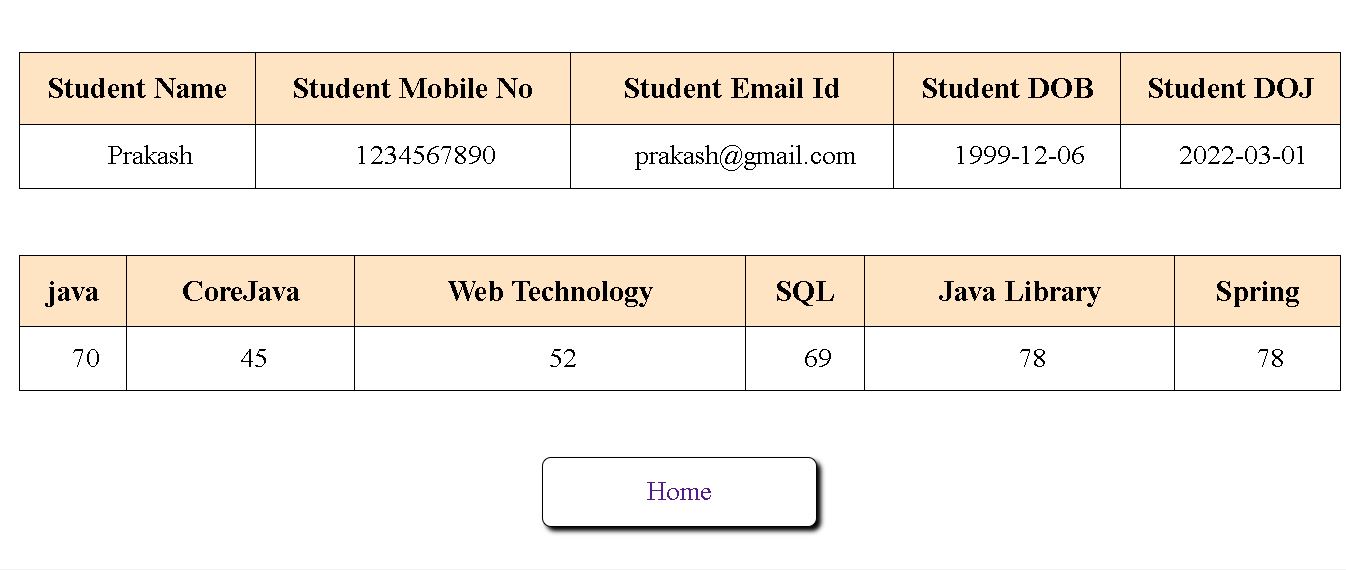 Student Name Student Mobile No Student Email Id Student DOB Student DOJ
Prakash 1234567890 prakash@gmail.com 1999-12-06 2022-03-01
java CoreJava Web Technology SQL Java Library Spring
70 45 52 69 78 78
Home